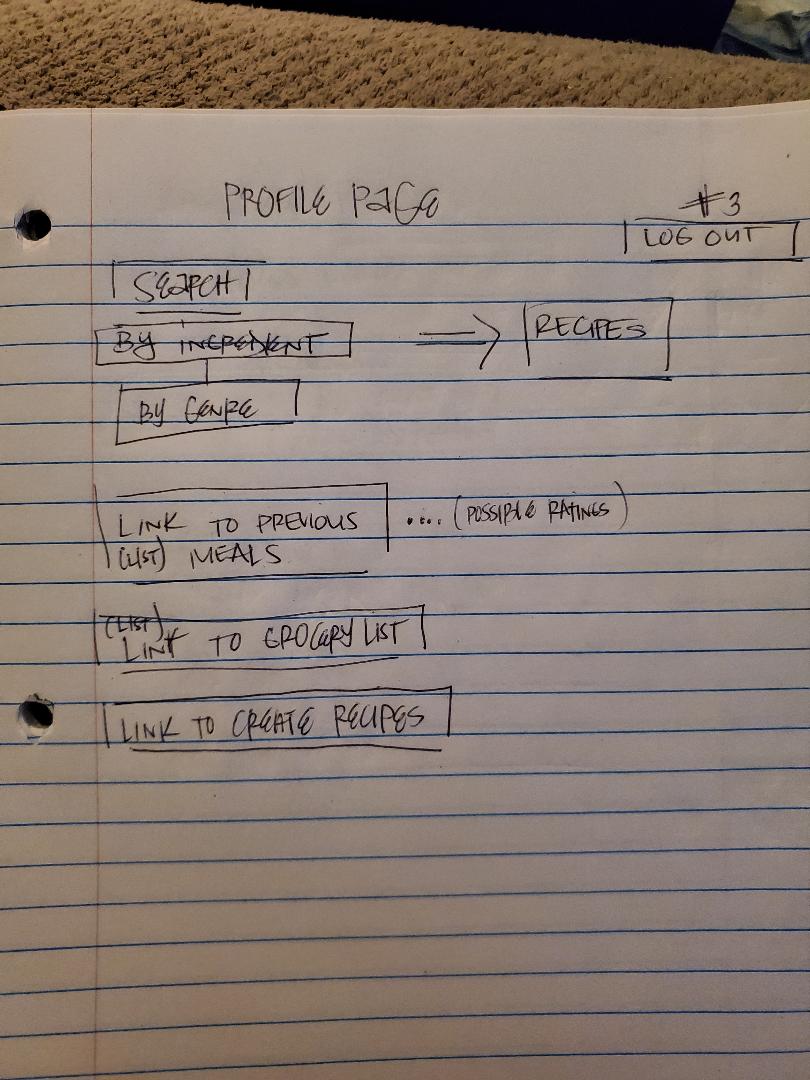 PROFILE PAGE
#3
LOG OUT
SEARCH
BY INGREDIENT
RECIPES
BY GENRE
LINK TO PREVIOUS .... (POSSIBLE RATINGS)
(LIST) MEALS
(LIST)
LINK TO GROCERY LIST
LINK TO CREATE RECIPES